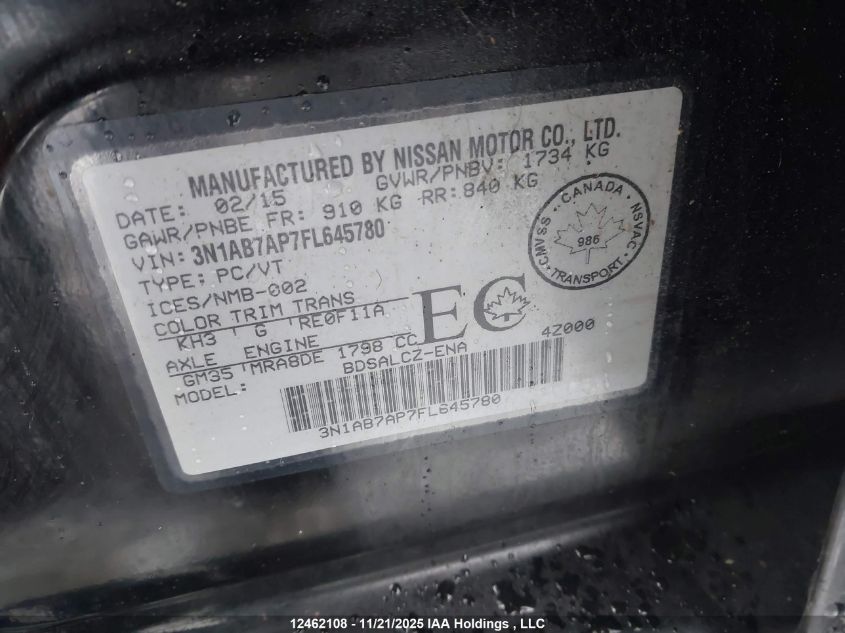 MANUFACTURED BY NISSAN MOTOR CO., LTD.
DATE: 02/15 GVWR/PNBV: 1734 KG
GAWR/PNBE FR: 910 KG RR:840 KG
VIN: 3N1AB7AP7FL645780
TYPE: PC/VT
ICES/NMB-002
COLOR TRIM TRANS
KH3 G RE0F11A
AXLE ENGINE
GM35 MRA8DE 1798 CC
MODEL: BDSALCZ-ENA 4Z000
EC
3N1AB7AP7FL645780
CANADA
CMVSS NSVAC
986
TRANSPORT
12462108 - 11/21/2025 IAA Holdings , LLC